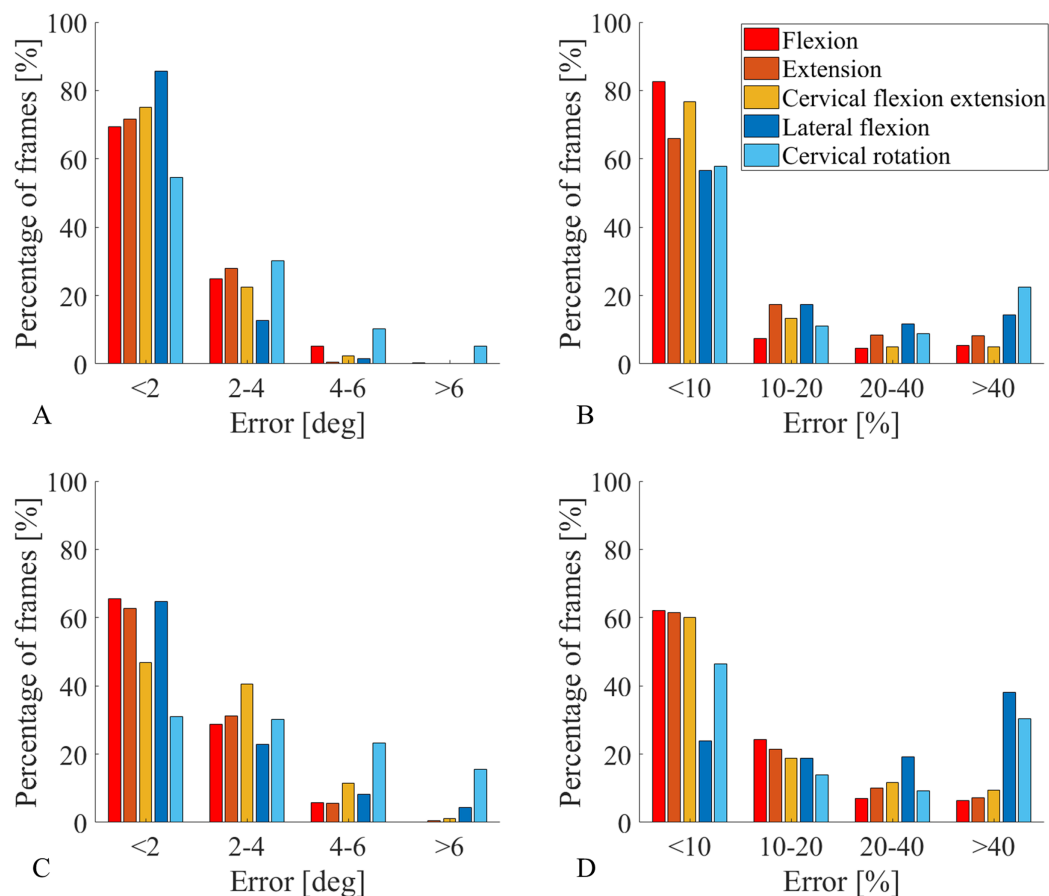 Percentage of frames [%]
100
80
60
40
20
0
<2 2-4 4-6 >6
Error [deg]
A
Percentage of frames [%]
100
80
60
40
20
0
<10 10-20 20-40 >40
Error [%]
B
Flexion
Extension
Cervical flexion extension
Lateral flexion
Cervical rotation
Percentage of frames [%]
100
80
60
40
20
0
<2 2-4 4-6 >6
Error [deg]
C
Percentage of frames [%]
100
80
60
40
20
0
<10 10-20 20-40 >40
Error [%]
D